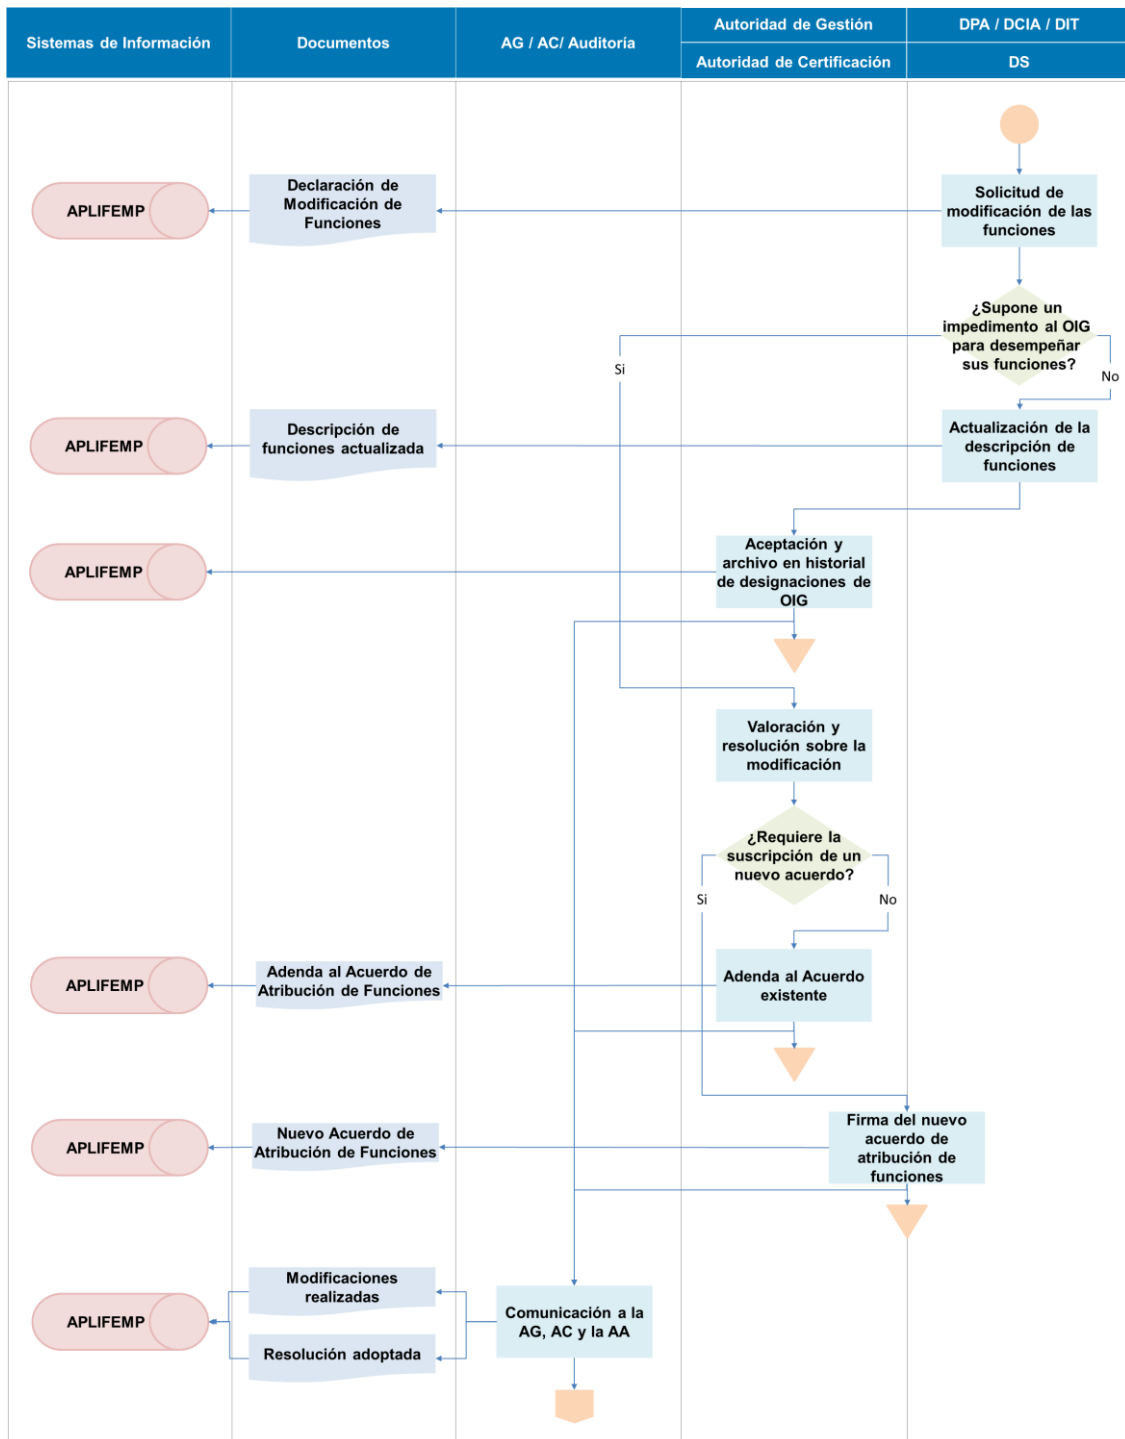 Sistemas de Información
Documentos
AG / AC/ Auditoría
Autoridad de Gestión
Autoridad de Certificación
DPA / DCIA / DIT
DS
APLIFEMP
Declaración de
Modificación de
Funciones
Solicitud de
modificación de las
funciones
¿Supone un
impedimento al OIG
para desempeñar
sus funciones?
Si
No
APLIFEMP
Descripción de
funciones actualizada
Actualización de la
descripción de
funciones
APLIFEMP
Aceptación y
archivo en historial
de designaciones de
OIG
Valoración y
resolución sobre la
modificación
¿Requiere la
suscripción de un
nuevo acuerdo?
Si
No
APLIFEMP
Adenda al Acuerdo de
Atribución de Funciones
Adenda al Acuerdo
existente
APLIFEMP
Nuevo Acuerdo de
Atribución de Funciones
Firma del nuevo
acuerdo de
atribución de
funciones
APLIFEMP
Modificaciones
realizadas
Resolución adoptada
Comunicación a la
AG, AC y la AA